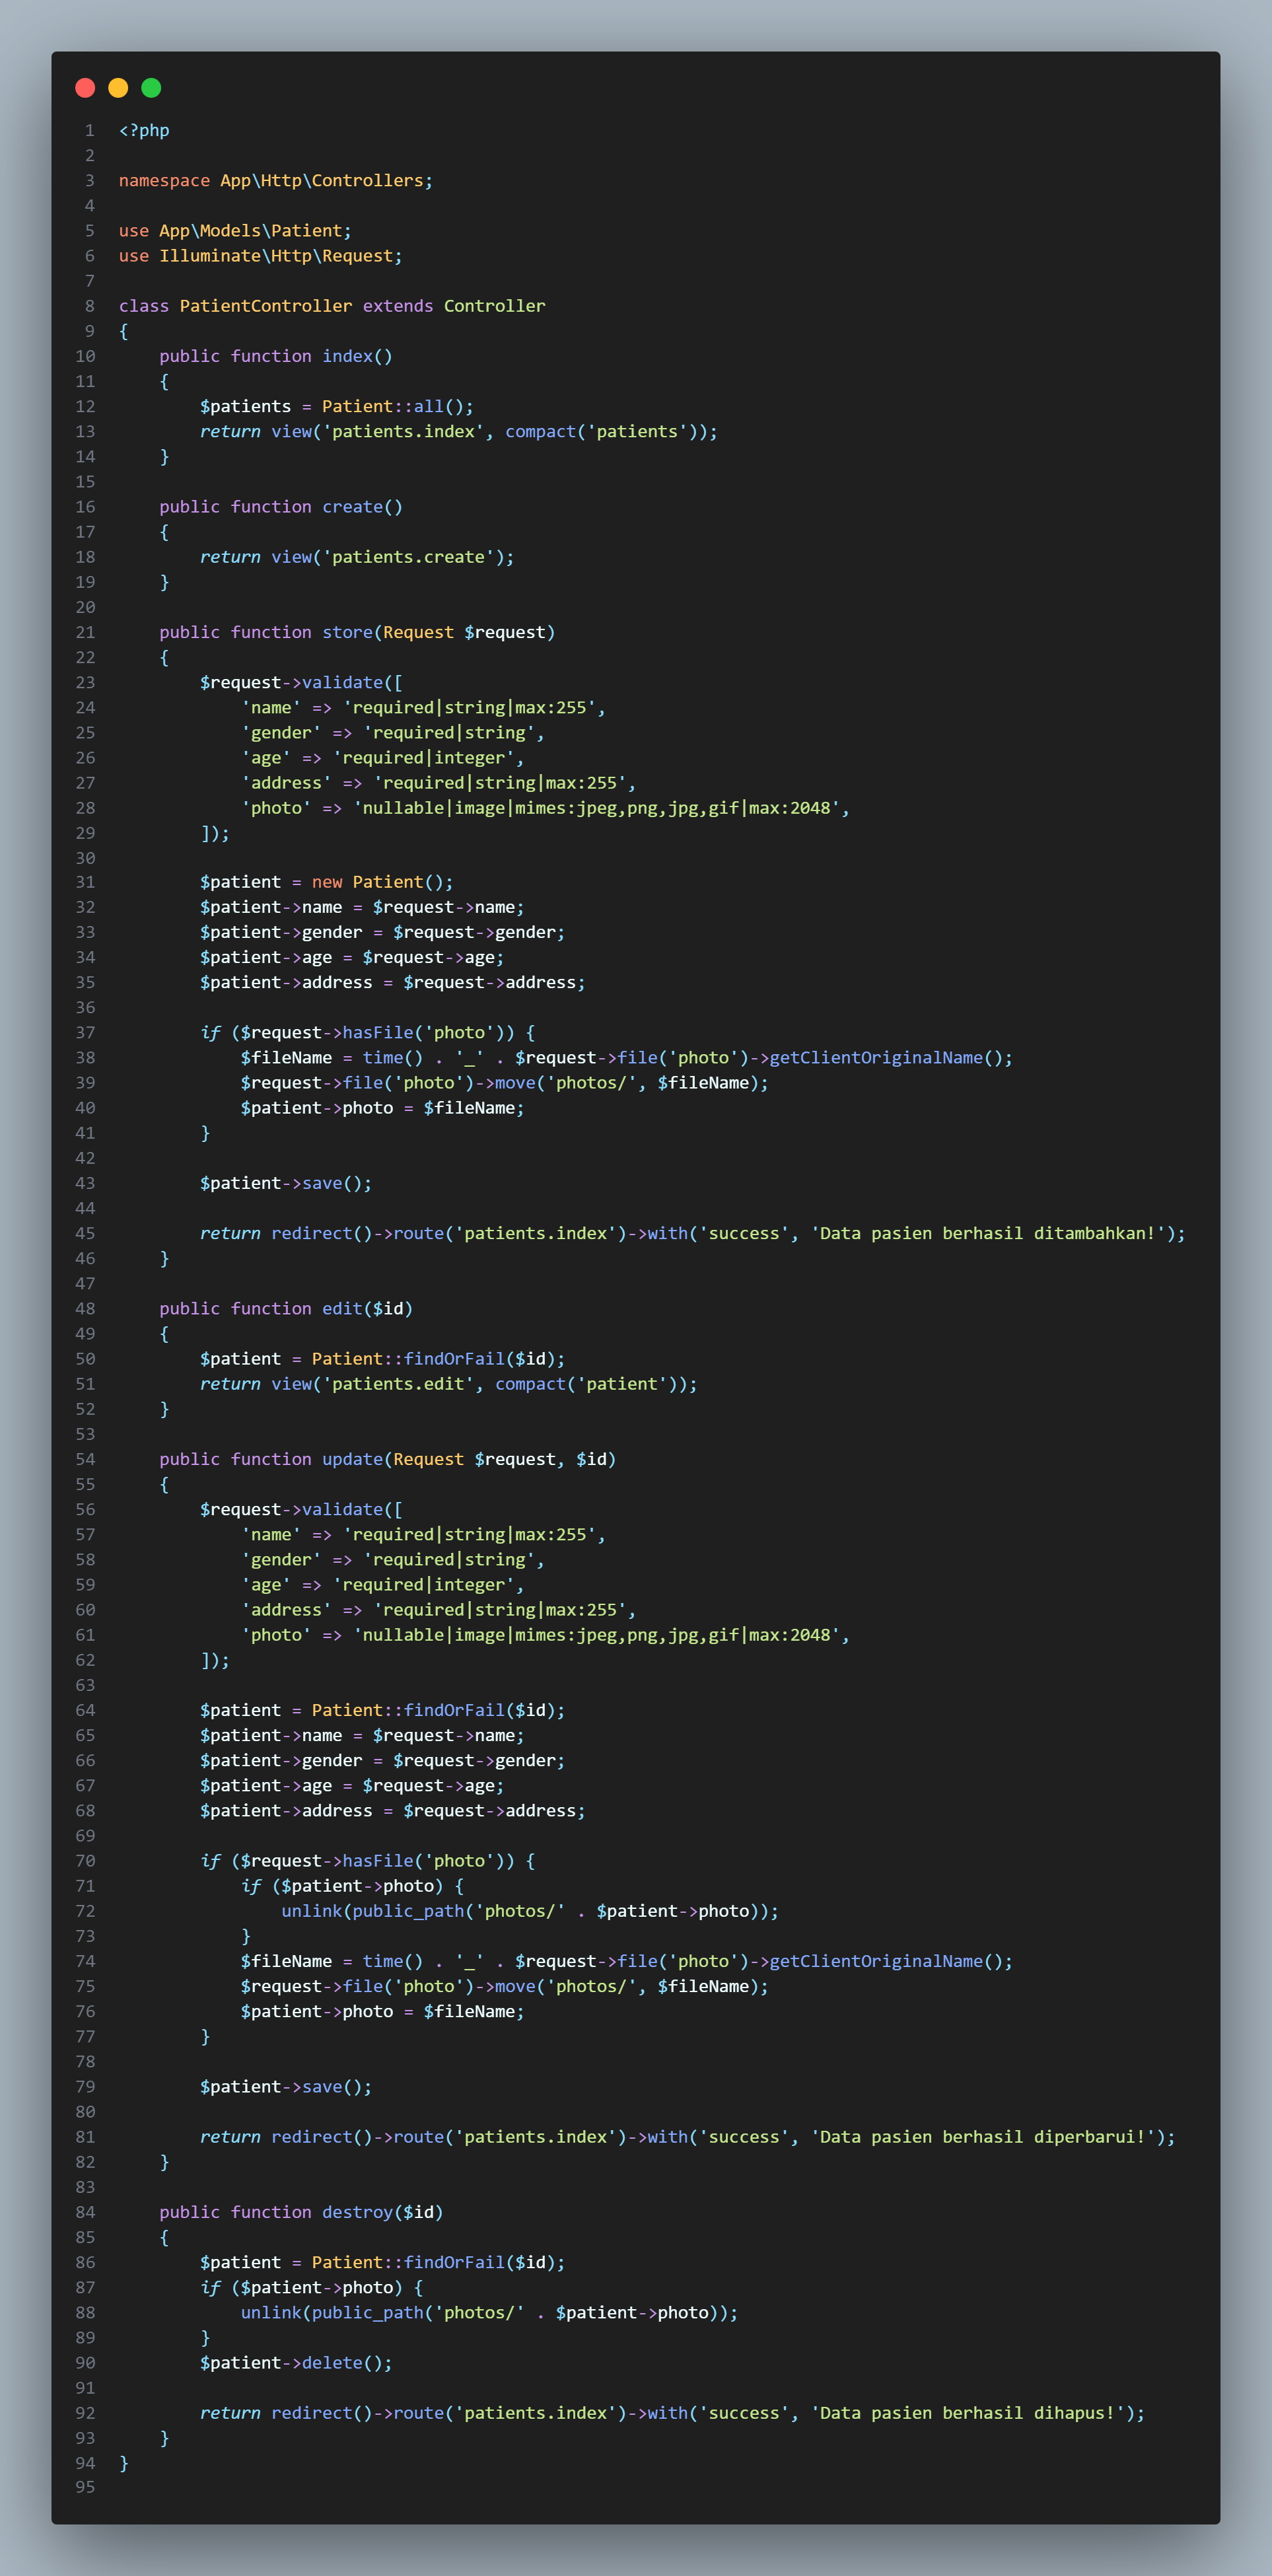 1 <?php
2
3 namespace App\Http\Controllers;
4
5 use App\Models\Patient;
6 use Illuminate\Http\Request;
7
8 class PatientController extends Controller
9 {
10     public function index()
11     {
12         $patients = Patient::all();
13         return view('patients.index', compact('patients'));
14     }
15
16     public function create()
17     {
18         return view('patients.create');
19     }
20
21     public function store(Request $request)
22     {
23         $request->validate([
24             'name' => 'required|string|max:255',
25             'gender' => 'required|string',
26             'age' => 'required|integer',
27             'address' => 'required|string|max:255',
28             'photo' => 'nullable|image|mimes:jpeg,png,jpg,gif|max:2048',
29         ]);
30
31         $patient = new Patient();
32         $patient->name = $request->name;
33         $patient->gender = $request->gender;
34         $patient->age = $request->age;
35         $patient->address = $request->address;
36
37         if ($request->hasFile('photo')) {
38             $fileName = time() . '_' . $request->file('photo')->getClientOriginalName();
39             $request->file('photo')->move('photos/', $fileName);
40             $patient->photo = $fileName;
41         }
42
43         $patient->save();
44
45         return redirect()->route('patients.index')->with('success', 'Data pasien berhasil ditambahkan!');
46     }
47
48     public function edit($id)
49     {
50         $patient = Patient::findOrFail($id);
51         return view('patients.edit', compact('patient'));
52     }
53
54     public function update(Request $request, $id)
55     {
56         $request->validate([
57             'name' => 'required|string|max:255',
58             'gender' => 'required|string',
59             'age' => 'required|integer',
60             'address' => 'required|string|max:255',
61             'photo' => 'nullable|image|mimes:jpeg,png,jpg,gif|max:2048',
62         ]);
63
64         $patient = Patient::findOrFail($id);
65         $patient->name = $request->name;
66         $patient->gender = $request->gender;
67         $patient->age = $request->age;
68         $patient->address = $request->address;
69
70         if ($request->hasFile('photo')) {
71             if ($patient->photo) {
72                 unlink(public_path('photos/' . $patient->photo));
73             }
74             $fileName = time() . '_' . $request->file('photo')->getClientOriginalName();
75             $request->file('photo')->move('photos/', $fileName);
76             $patient->photo = $fileName;
77         }
78
79         $patient->save();
80
81         return redirect()->route('patients.index')->with('success', 'Data pasien berhasil diperbarui!');
82     }
83
84     public function destroy($id)
85     {
86         $patient = Patient::findOrFail($id);
87         if ($patient->photo) {
88             unlink(public_path('photos/' . $patient->photo));
89         }
90         $patient->delete();
91
92         return redirect()->route('patients.index')->with('success', 'Data pasien berhasil dihapus!');
93     }
94 }
95